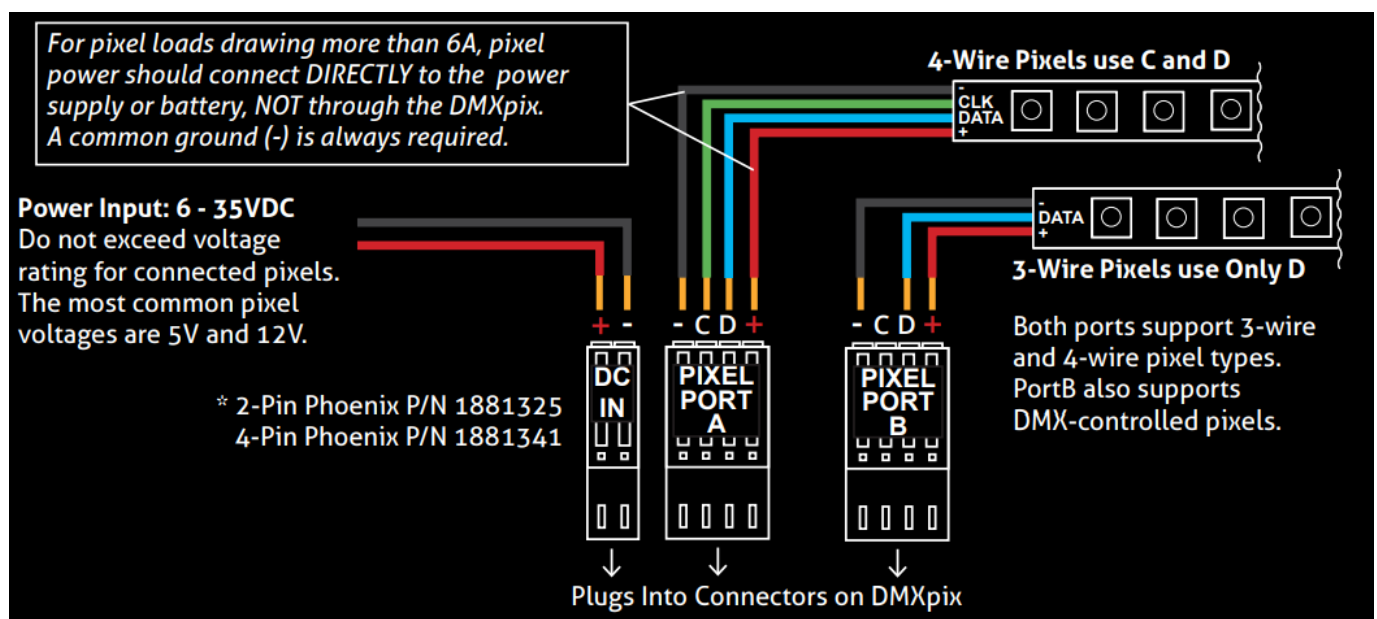 For pixel loads drawing more than 6A, pixel
power should connect DIRECTLY to the power
supply or battery, NOT through the DMXpix.
A common ground (-) is always required.
4-Wire Pixels use C and D
-
CLK
DATA
+
Power Input: 6 - 35VDC
Do not exceed voltage
rating for connected pixels.
The most common pixel
voltages are 5V and 12V.
-
DATA
+
3-Wire Pixels use Only D
Both ports support 3-wire
and 4-wire pixel types.
PortB also supports
DMX-controlled pixels.
+ -
- C D +
- C D +
DC
IN
PIXEL
PORT
A
PIXEL
PORT
B
* 2-Pin Phoenix P/N 1881325
4-Pin Phoenix P/N 1881341
Plugs Into Connectors on DMXpix